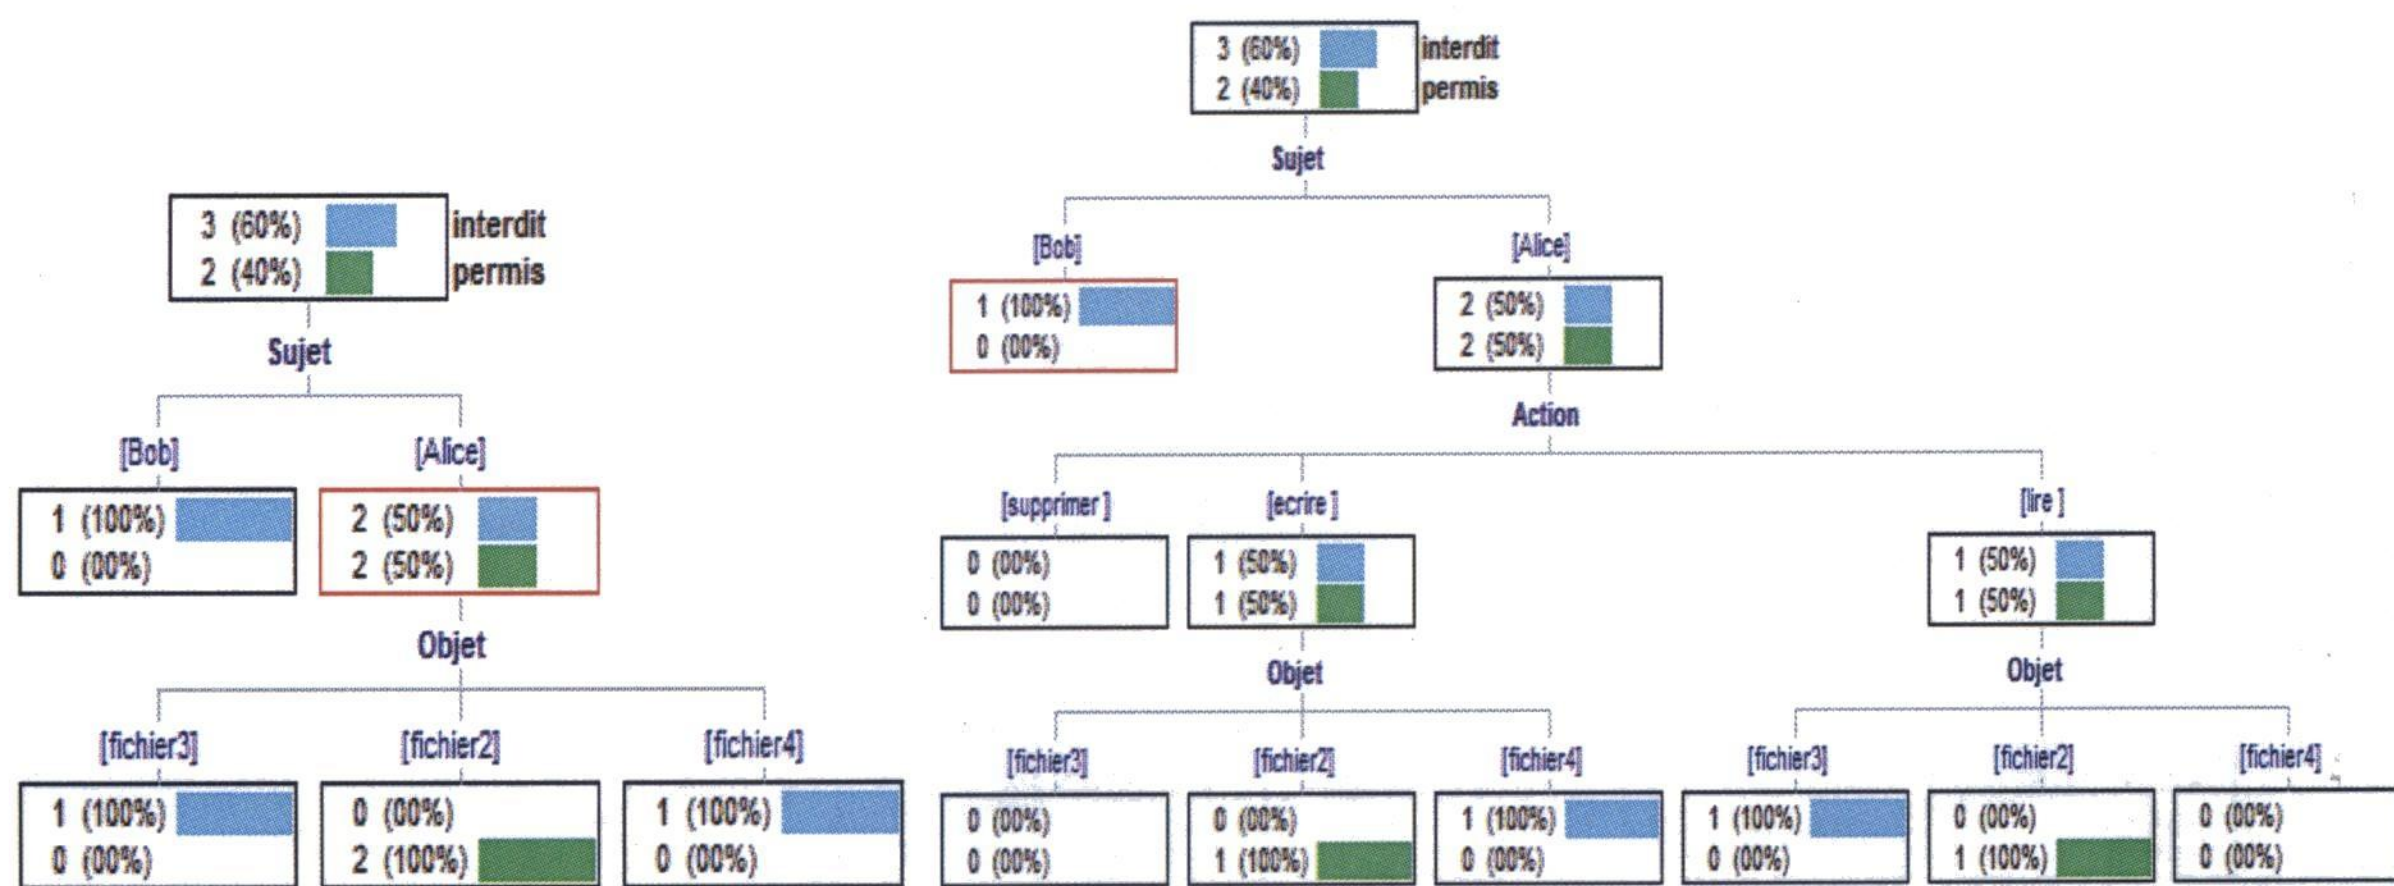 3 (60%) interdit
2 (40%) permis
Sujet
[Bob] [Alice]
1 (100%) 2 (50%)
0 (00%) 2 (50%)
Objet
[fichier3] [fichier2] [fichier4]
1 (100%) 0 (00%) 1 (100%)
0 (00%) 2 (100%) 0 (00%)
3 (60%) interdit
2 (40%) permis
Sujet
[Bob] [Alice]
1 (100%) 2 (50%)
0 (00%) 2 (50%)
Action
[supprimer ] [ecrire ] [lire ]
0 (00%) 1 (50%) 1 (50%)
0 (00%) 1 (50%) 1 (50%)
Objet Objet
[fichier3] [fichier2] [fichier4] [fichier3] [fichier2] [fichier4]
0 (00%) 0 (00%) 1 (100%) 1 (100%) 0 (00%) 0 (00%)
0 (00%) 1 (100%) 0 (00%) 0 (00%) 1 (100%) 0 (00%)